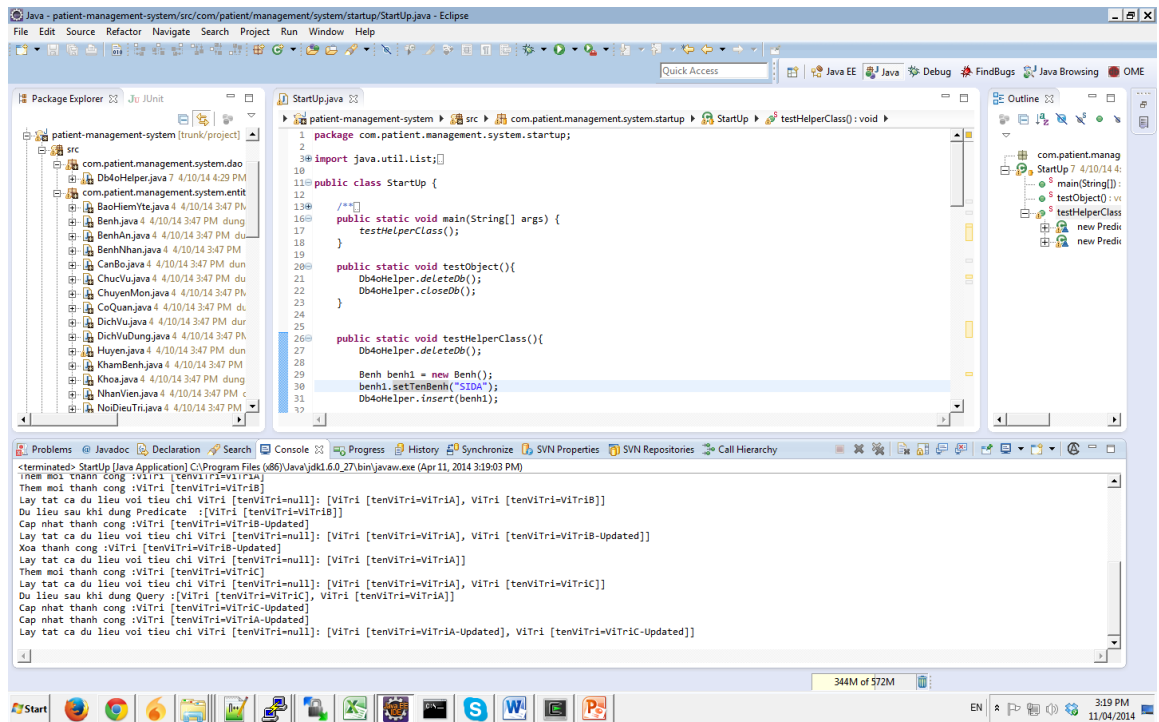 Java - patient-management-system/src/com/patient/management/system/startup/StartUp.java - Eclipse
File Edit Source Refactor Navigate Search Project Run Window Help
Quick Access
Java EE Java Debug FindBugs Java Browsing OME
Package Explorer JUnit
patient-management-system [trunk/project]
src
com.patient.management.system.dao
Db4oHelper.java 7 4/10/14 4:29 PM
com.patient.management.system.entit
BaoHiemYte.java 4 4/10/14 3:47 PM
Benh.java 4 4/10/14 3:47 PM dung
BenhAn.java 4 4/10/14 3:47 PM du
BenhNhan.java 4 4/10/14 3:47 PM
CanBo.java 4 4/10/14 3:47 PM dun
ChucVu.java 4 4/10/14 3:47 PM du
ChuyenMon.java 4 4/10/14 3:47 PM
CoQuan.java 4 4/10/14 3:47 PM du
DichVu.java 4 4/10/14 3:47 PM dur
DichVuDung.java 4 4/10/14 3:47 PM
Huyen.java 4 4/10/14 3:47 PM dun
KhamBenh.java 4 4/10/14 3:47 PM
Khoa.java 4 4/10/14 3:47 PM dung
NhanVien.java 4 4/10/14 3:47 PM c
NoiDieuTri.java 4 4/10/14 3:47 PM
StartUp.java
patient-management-system src com.patient.management.system.startup StartUp testHelperClass() : void
1 package com.patient.management.system.startup;
2
3 import java.util.List;
10
11 public class StartUp {
12
13 /**
16 public static void main(String[] args) {
17 testHelperClass();
18 }
19
20 public static void testObject(){
21 Db4oHelper.deleteDb();
22 Db4oHelper.closeDb();
23 }
24
25
26 public static void testHelperClass(){
27 Db4oHelper.deleteDb();
28
29 Benh benh1 = new Benh();
30 benh1.setTenBenh("SIDA");
31 Db4oHelper.insert(benh1);
32
Outline
com.patient.manag
StartUp 7 4/10/14 4:
main(String[]) :
testObject() : vo
testHelperClass
new Predic
new Predic
Problems Javadoc Declaration Search Console Progress History Synchronize SVN Properties SVN Repositories Call Hierarchy
<terminated> StartUp [Java Application] C:\Program Files (x86)\Java\jdk1.6.0_27\bin\javaw.exe (Apr 11, 2014 3:19:03 PM)
Them moi thanh cong :ViTri [tenViTri=ViTriA]
Them moi thanh cong :ViTri [tenViTri=ViTriB]
Lay tat ca du lieu voi tieu chi ViTri [tenViTri=null]: [ViTri [tenViTri=ViTriA], ViTri [tenViTri=ViTriB]]
Du lieu sau khi dung Predicate :[ViTri [tenViTri=ViTriB]]
Cap nhat thanh cong :ViTri [tenViTri=ViTriB-Updated]
Lay tat ca du lieu voi tieu chi ViTri [tenViTri=null]: [ViTri [tenViTri=ViTriA], ViTri [tenViTri=ViTriB-Updated]]
Xoa thanh cong :ViTri [tenViTri=ViTriB-Updated]
Lay tat ca du lieu voi tieu chi ViTri [tenViTri=null]: [ViTri [tenViTri=ViTriA]]
Them moi thanh cong :ViTri [tenViTri=ViTriC]
Lay tat ca du lieu voi tieu chi ViTri [tenViTri=null]: [ViTri [tenViTri=ViTriA], ViTri [tenViTri=ViTriC]]
Du lieu sau khi dung Query :[ViTri [tenViTri=ViTriC], ViTri [tenViTri=ViTriA]]
Cap nhat thanh cong :ViTri [tenViTri=ViTriC-Updated]
Cap nhat thanh cong :ViTri [tenViTri=ViTriA-Updated]
Lay tat ca du lieu voi tieu chi ViTri [tenViTri=null]: [ViTri [tenViTri=ViTriA-Updated], ViTri [tenViTri=ViTriC-Updated]]
344M of 572M
Start
EN
3:19 PM
11/04/2014